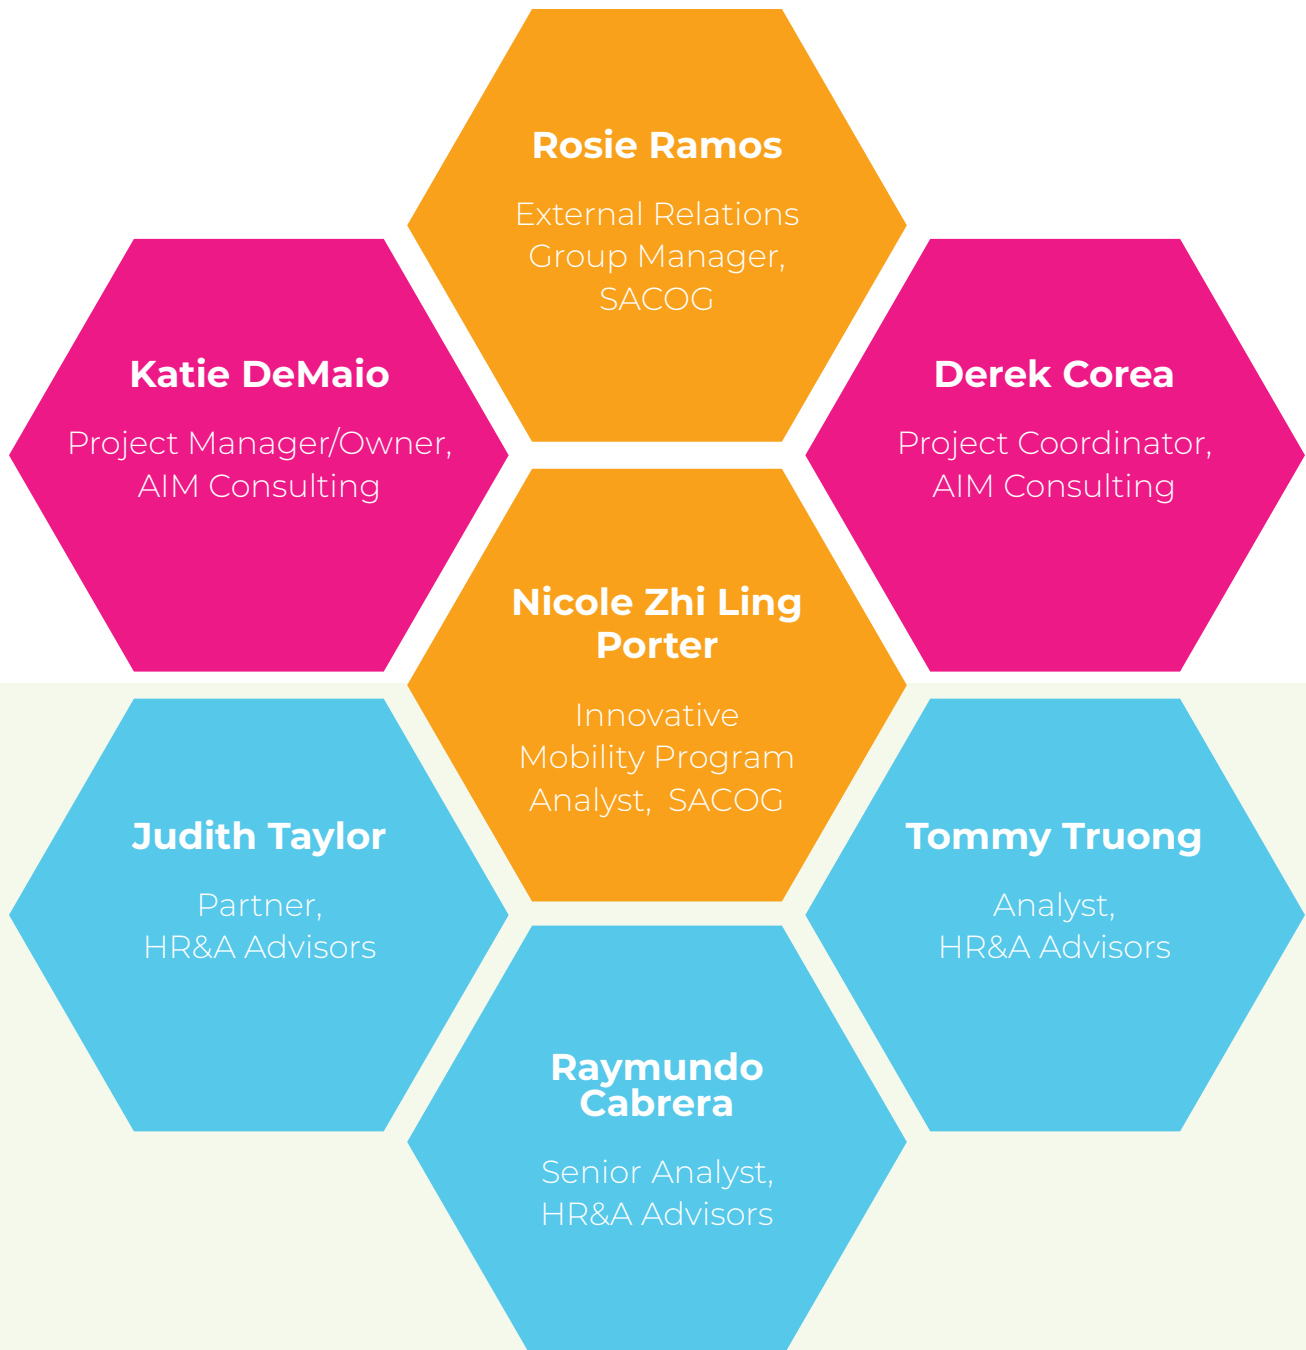 Rosie Ramos
External Relations
Group Manager,
SACOG
Katie DeMaio
Project Manager/Owner,
AIM Consulting
Derek Corea
Project Coordinator,
AIM Consulting
Nicole Zhi Ling
Porter
Innovative
Mobility Program
Analyst, SACOG
Judith Taylor
Partner,
HR&A Advisors
Tommy Truong
Analyst,
HR&A Advisors
Raymundo
Cabrera
Senior Analyst,
HR&A Advisors